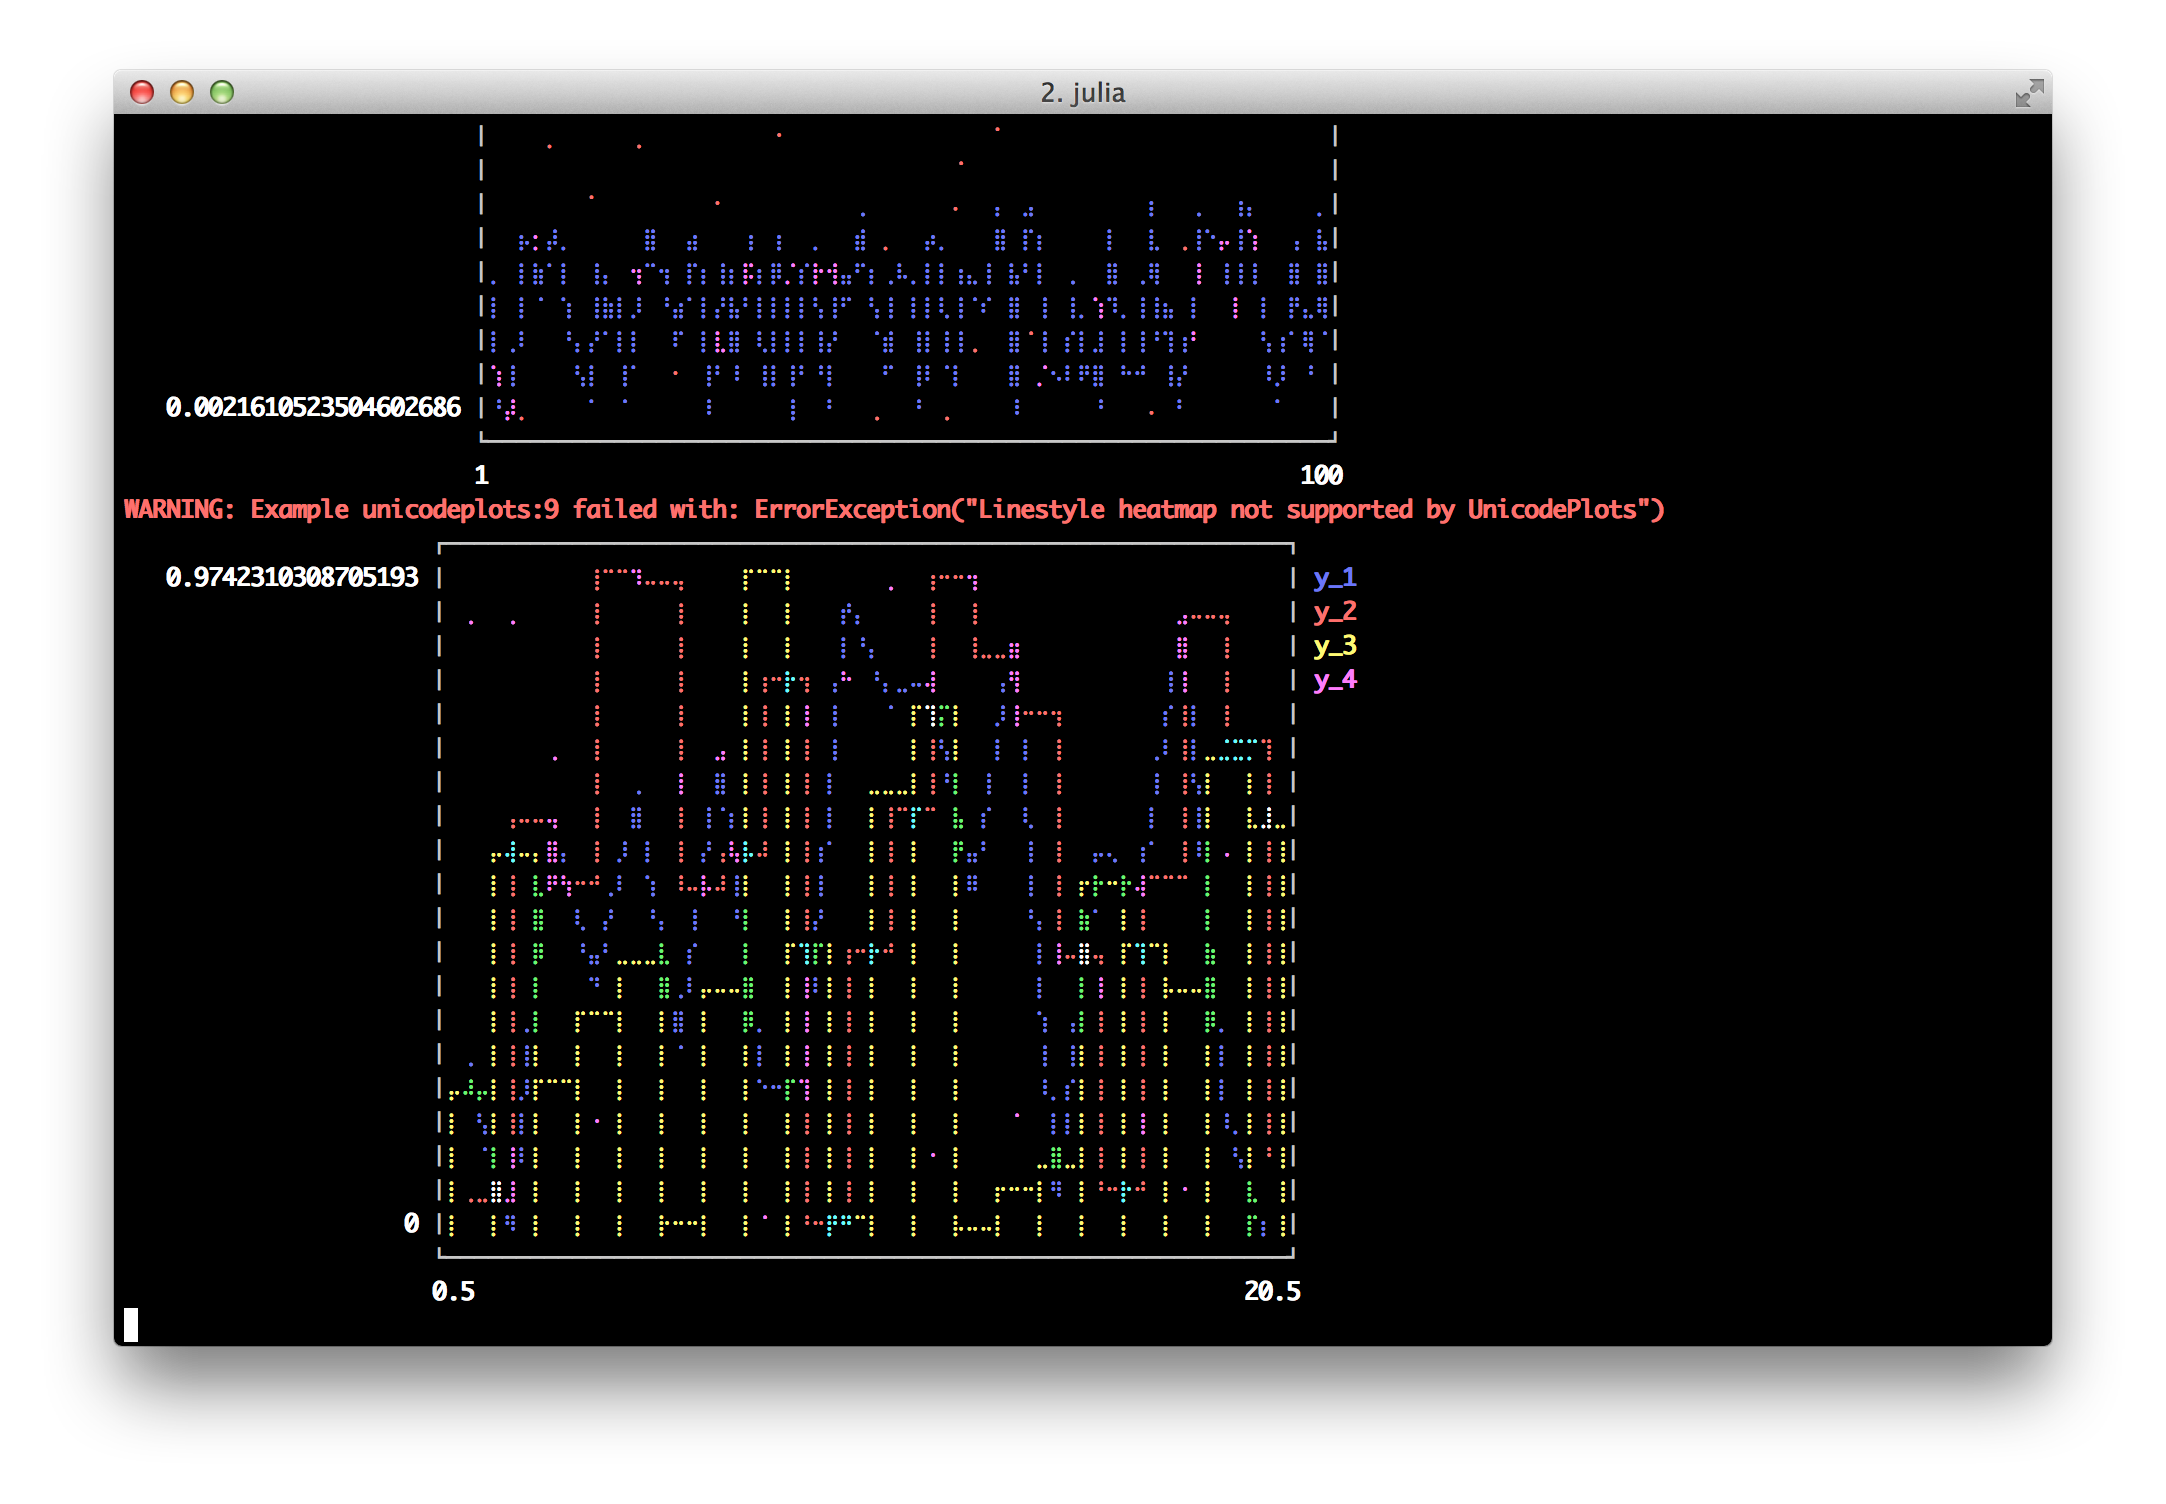 2. julia
0.0021610523504602686
1 100
WARNING: Example unicodeplots:9 failed with: ErrorException("Linestyle heatmap not supported by UnicodePlots")
0.9742310308705193 y_1
y_2
y_3
y_4
0
0.5 20.5